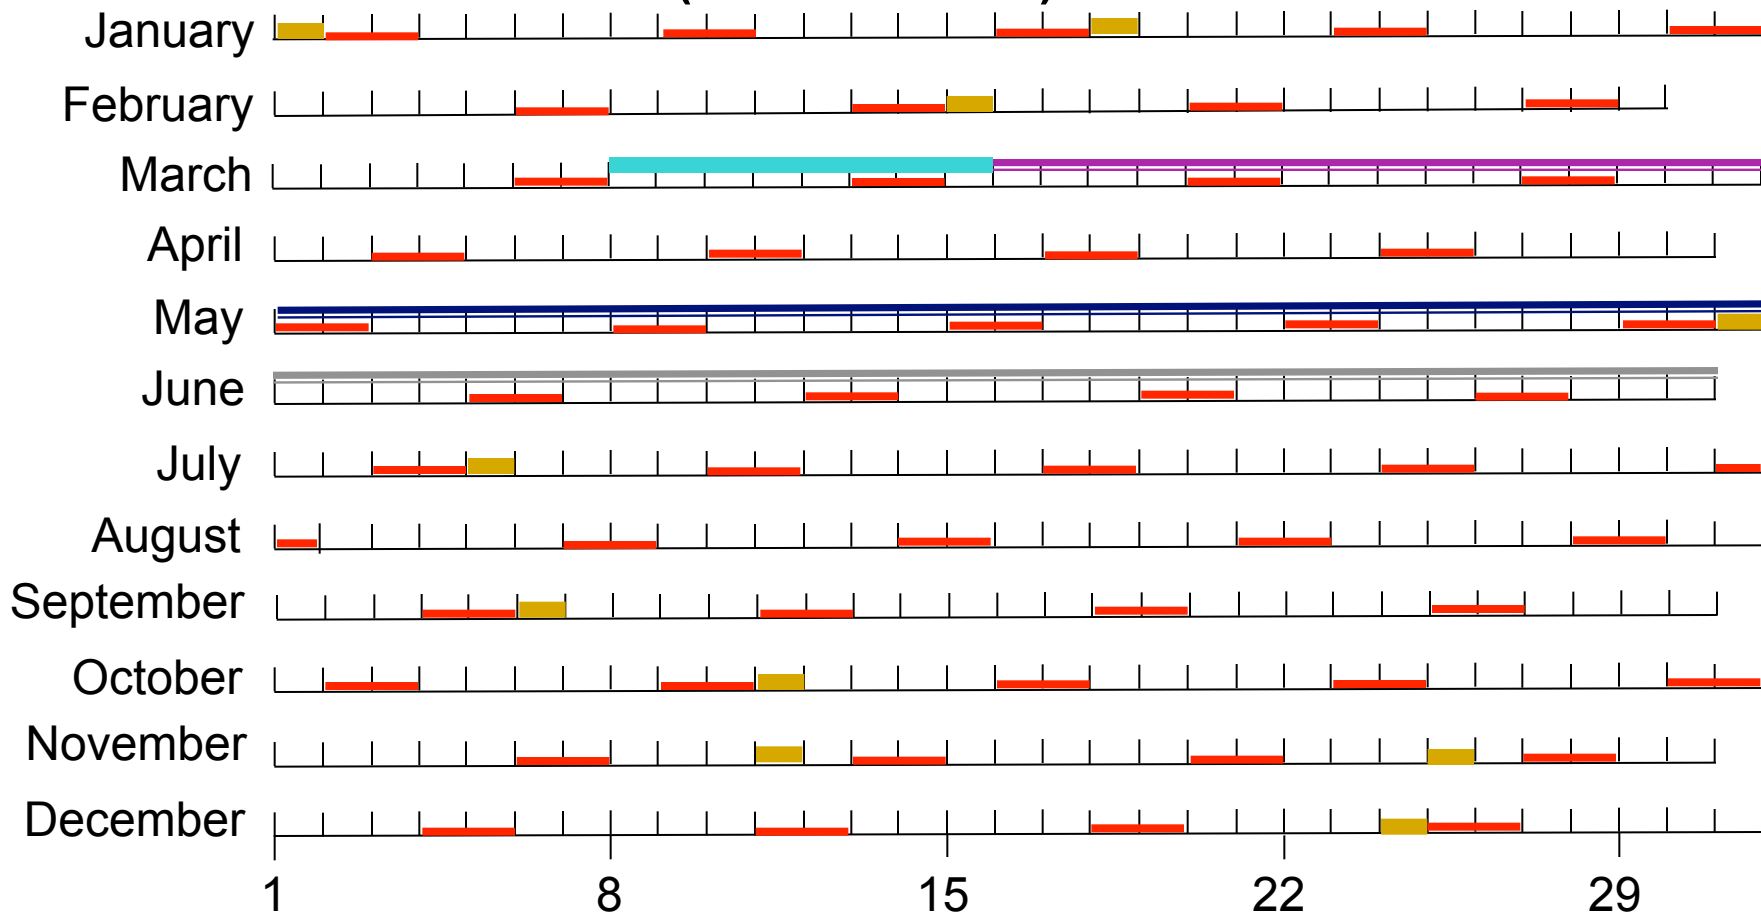 January
February
March
April
May
June
July
August
September
October
November
December
1 8 15 22 29